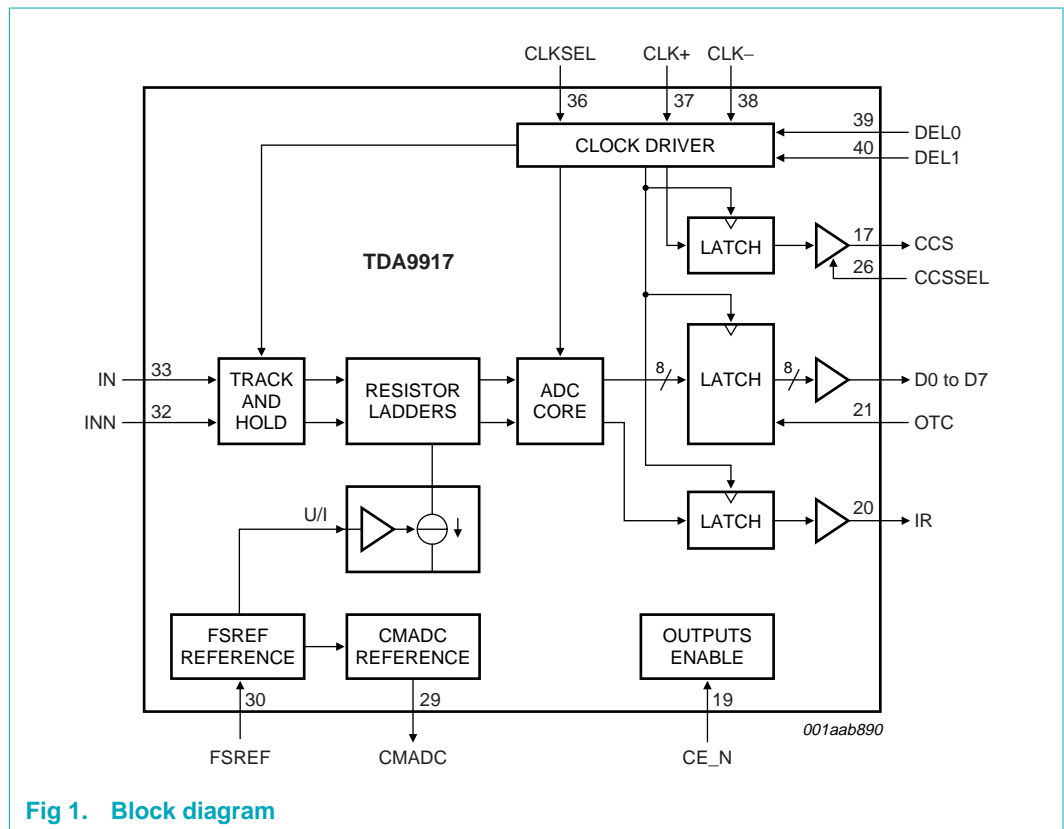 CLKSEL CLK+ CLK−
36 37 38
39 DEL0
CLOCK DRIVER
40 DEL1
LATCH
17 CCS
26 CCSSEL
TDA9917
IN 33
INN 32
TRACK
AND
HOLD
RESISTOR
LADDERS
ADC
CORE
8
LATCH
8
D0 to D7
21 OTC
U/I
LATCH
20 IR
FSREF
REFERENCE
CMADC
REFERENCE
OUTPUTS
ENABLE
30 29 19
001aab890
FSREF CMADC CE_N
Fig 1. Block diagram